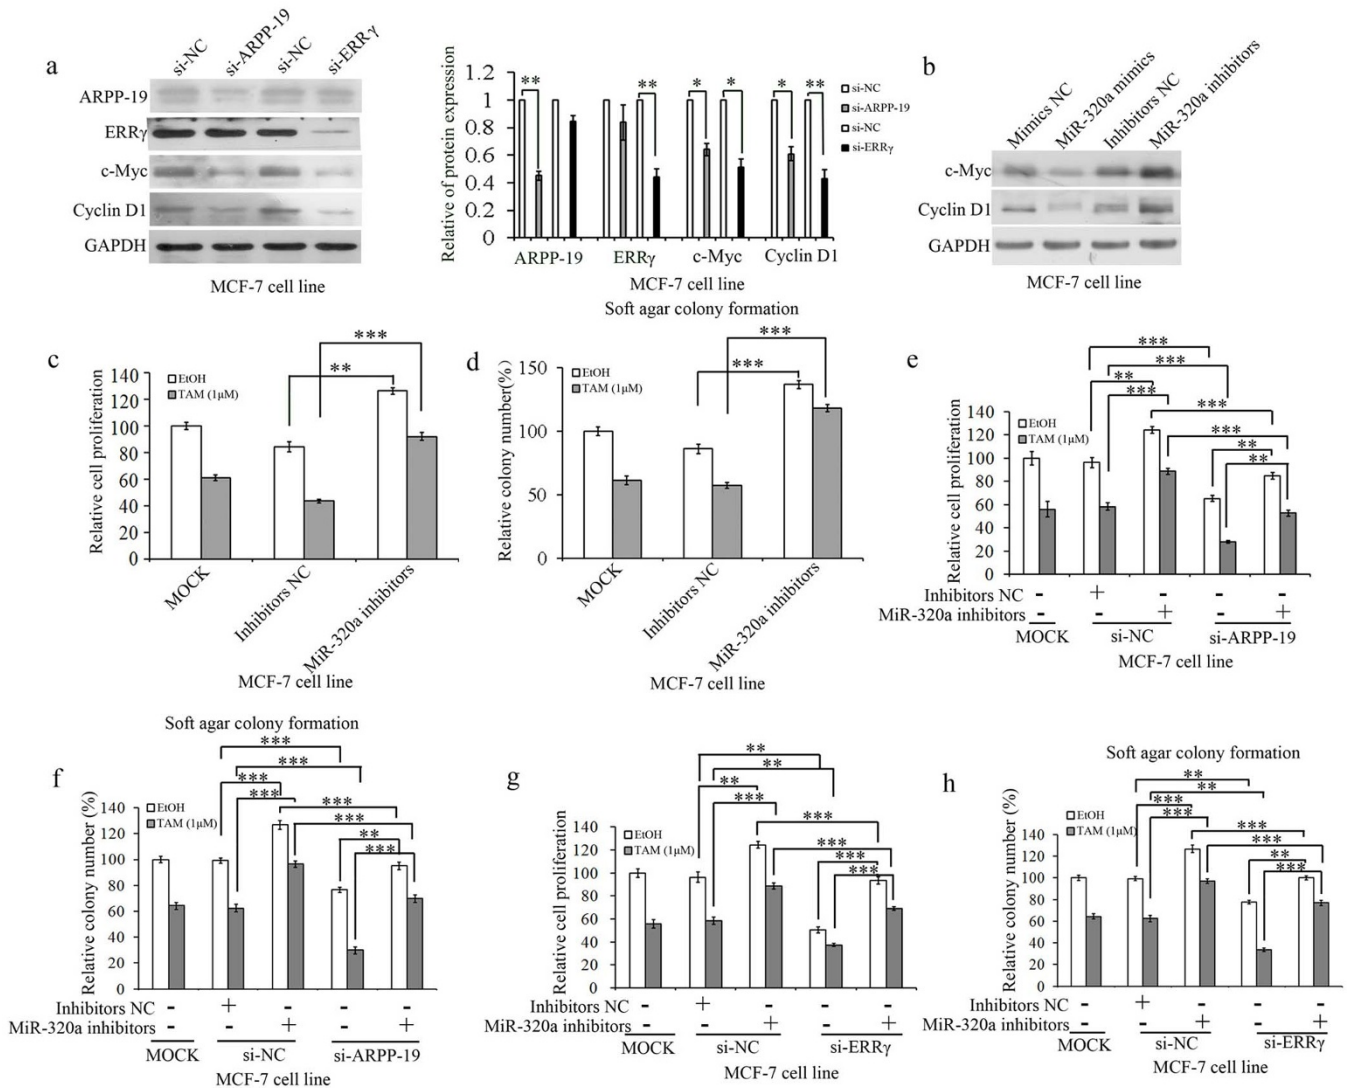 a
si-NC
si-ARPP-19
si-NC
si-ERRγ
ARPP-19
ERRγ
c-Myc
Cyclin D1
GAPDH
MCF-7 cell line
Relative of protein expression
1.2
1
0.8
0.6
0.4
0.2
0
** ** * * * **
si-NC
si-ARPP-19
si-NC
si-ERRγ
ARPP-19 ERRγ c-Myc Cyclin D1
MCF-7 cell line
b
Mimics NC
MiR-320a mimics
Inhibitors NC
MiR-320a inhibitors
c-Myc
Cyclin D1
GAPDH
MCF-7 cell line
c
Relative cell proliferation
140
120
100
80
60
40
20
0
EtOH
TAM (1μM)
***
**
MOCK
Inhibitors NC
MiR-320a inhibitors
MCF-7 cell line
Soft agar colony formation
d
Relative colony number(%)
150
100
50
0
EtOH
TAM (1μM)
***
***
MOCK
Inhibitors NC
MiR-320a inhibitors
MCF-7 cell line
e
Relative cell proliferation
140
120
100
80
60
40
20
0
EtOH
TAM (1μM)
***
***
**
***
***
***
**
**
Inhibitors NC - + - - -
MiR-320a inhibitors - - + - +
MOCK si-NC si-ARPP-19
MCF-7 cell line
Soft agar colony formation
f
Relative colony number (%)
140
120
100
80
60
40
20
0
EtOH
TAM (1μM)
***
***
***
***
***
***
**
***
Inhibitors NC - + - - -
MiR-320a inhibitors - - + - +
MOCK si-NC si-ARPP-19
MCF-7 cell line
g
Relative cell proliferation
140
120
100
80
60
40
20
0
EtOH
TAM (1μM)
**
**
**
***
***
***
***
***
Inhibitors NC - + - - -
MiR-320a inhibitors - - + - +
MOCK si-NC si-ERRγ
MCF-7 cell line
Soft agar colony formation
h
Relative colony number (%)
140
120
100
80
60
40
20
0
EtOH
TAM (1μM)
**
**
***
***
***
***
**
***
Inhibitors NC - + - - -
MiR-320a inhibitors - - + - +
MOCK si-NC si-ERRγ
MCF-7 cell line